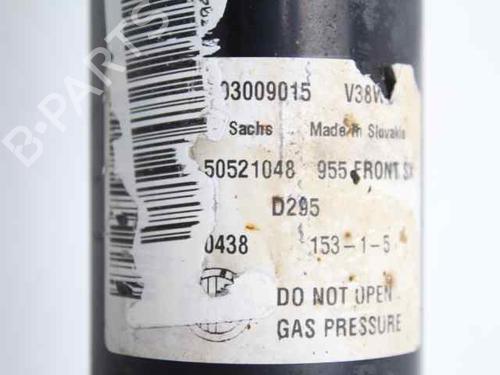 B-PARTS
03009015 V38W
Sachs Made in Slovakia
50521048 955 FRONT SX
D295
0438 153-1-5
DO NOT OPEN
GAS PRESSURE